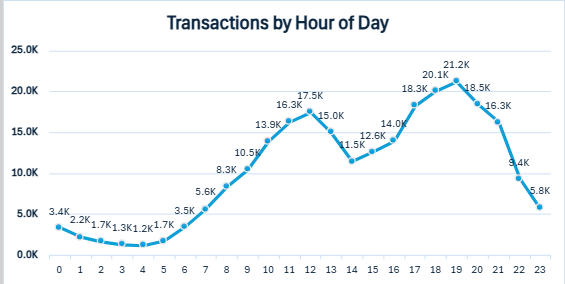 Transactions by Hour of Day
25.0K
20.0K
15.0K
10.0K
5.0K
0.0K
3.4K 2.2K 1.7K 1.3K 1.2K 1.7K 3.5K 5.6K 8.3K 10.5K 13.9K 16.3K 17.5K 15.0K 11.5K 12.6K 14.0K 18.3K 20.1K 21.2K 18.5K 16.3K 9.4K 5.8K
0 1 2 3 4 5 6 7 8 9 10 11 12 13 14 15 16 17 18 19 20 21 22 23